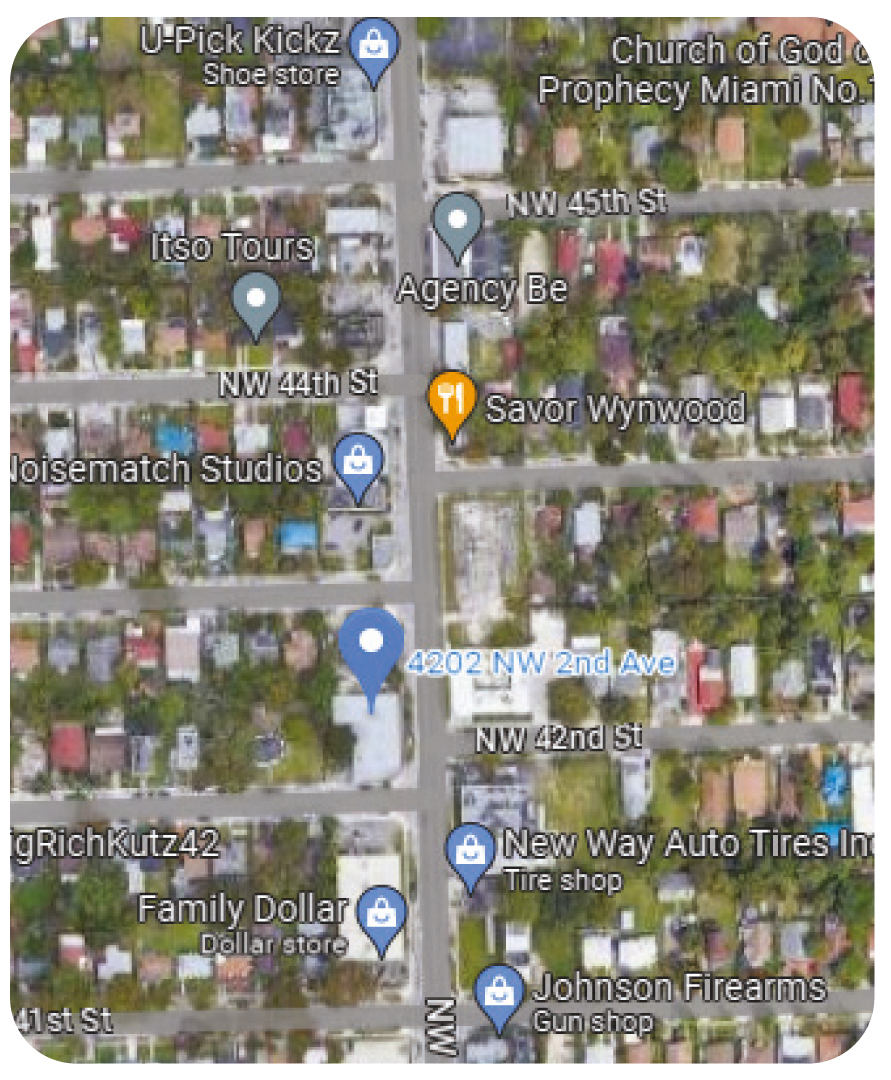 U-Pick Kickz
Shoe store
Church of God o
Prophecy Miami No.1
NW 45th St
Itso Tours
Agency Be
NW 44th St
Savor Wynwood
Noisematch Studios
4202 NW 2nd Ave
NW 42nd St
igRichKutz42
New Way Auto Tires Inc
Tire shop
Family Dollar
Dollar store
Johnson Firearms
Gun shop
41st St
NW